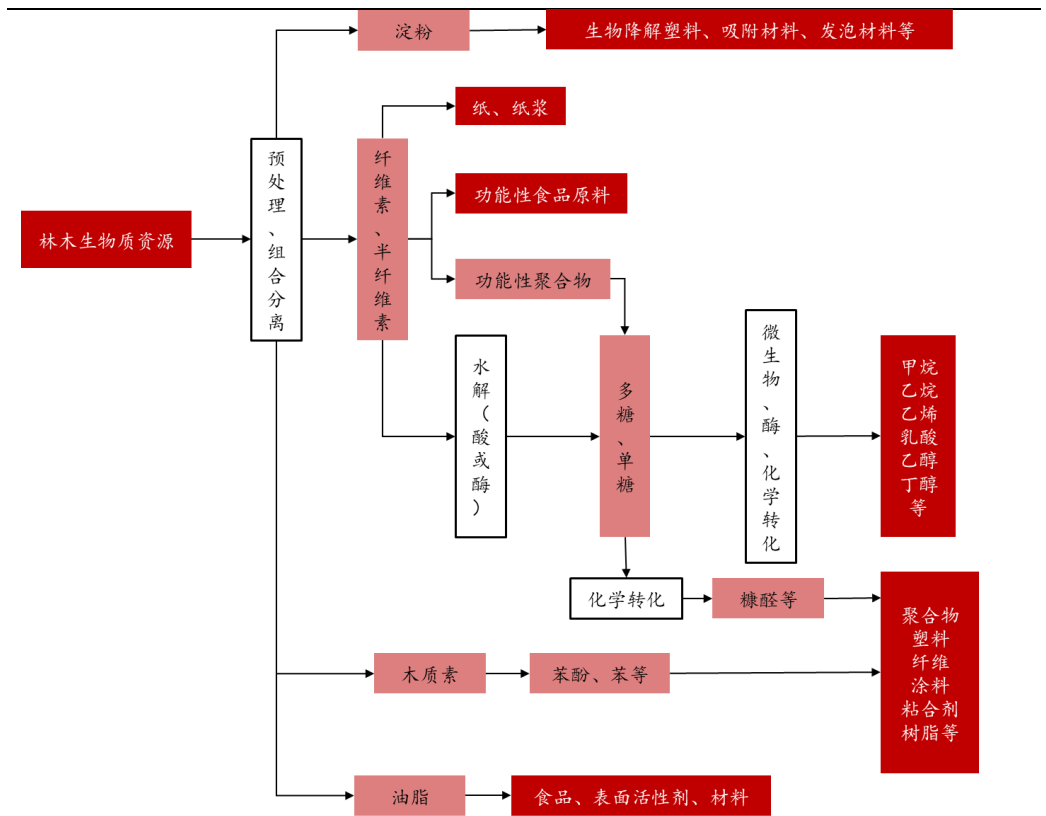 淀粉
生物降解塑料、吸附材料、发泡材料等
纸、纸浆
预处理、组合分离
纤维素、半纤维素
功能性食品原料
林木生物质资源
功能性聚合物
水解（酸或酶）
多糖、单糖
微生物、酶、化学转化
甲烷
乙烷
乙烯
乳酸
乙醇
丁醇
等
化学转化
糠醛等
聚合物
塑料
纤维
涂料
粘合剂
树脂等
木质素
苯酚、苯等
油脂
食品、表面活性剂、材料